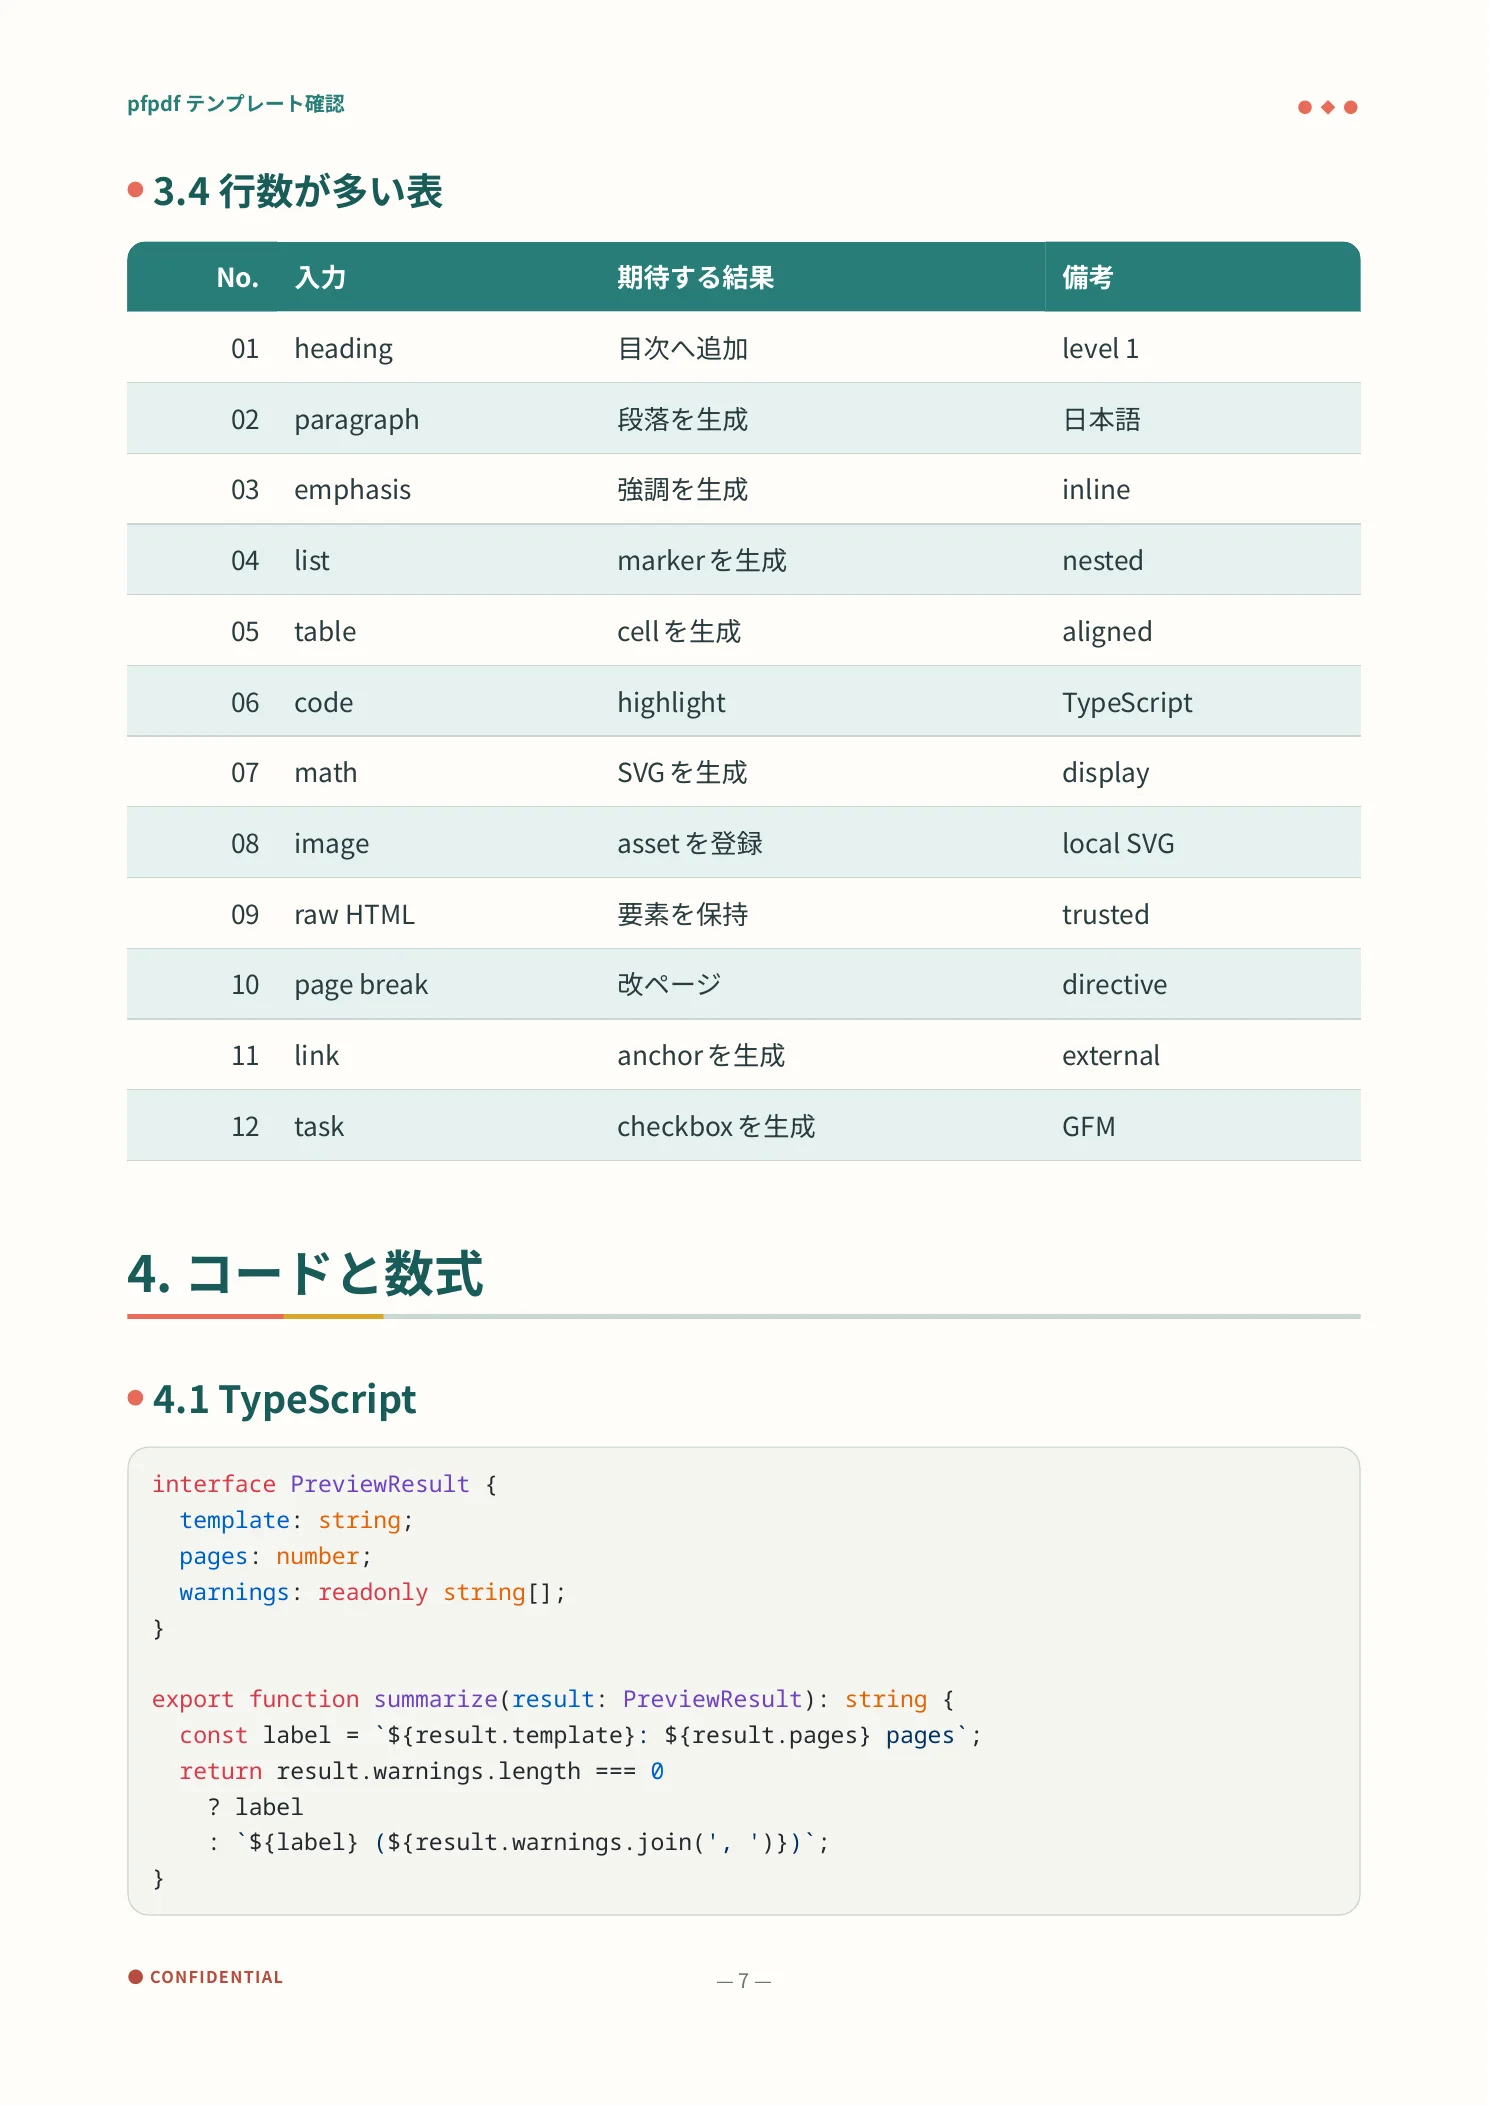 pfpdf テンプレート確認
3.4 行数が多い表
No. 入力 期待する結果 備考
01 heading 目次へ追加 level 1
02 paragraph 段落を生成 日本語
03 emphasis 強調を生成 inline
04 list markerを生成 nested
05 table cellを生成 aligned
06 code highlight TypeScript
07 math SVGを生成 display
08 image assetを登録 local SVG
09 raw HTML 要素を保持 trusted
10 page break 改ページ directive
11 link anchorを生成 external
12 task checkboxを生成 GFM
4. コードと数式
4.1 TypeScript
interface PreviewResult {
  template: string;
  pages: number;
  warnings: readonly string[];
}
export function summarize(result: PreviewResult): string {
  const label = `${result.template}: ${result.pages} pages`;
  return result.warnings.length === 0
    ? label
    : `${label} (${result.warnings.join(', ')})`;
}
CONFIDENTIAL
— 7 —